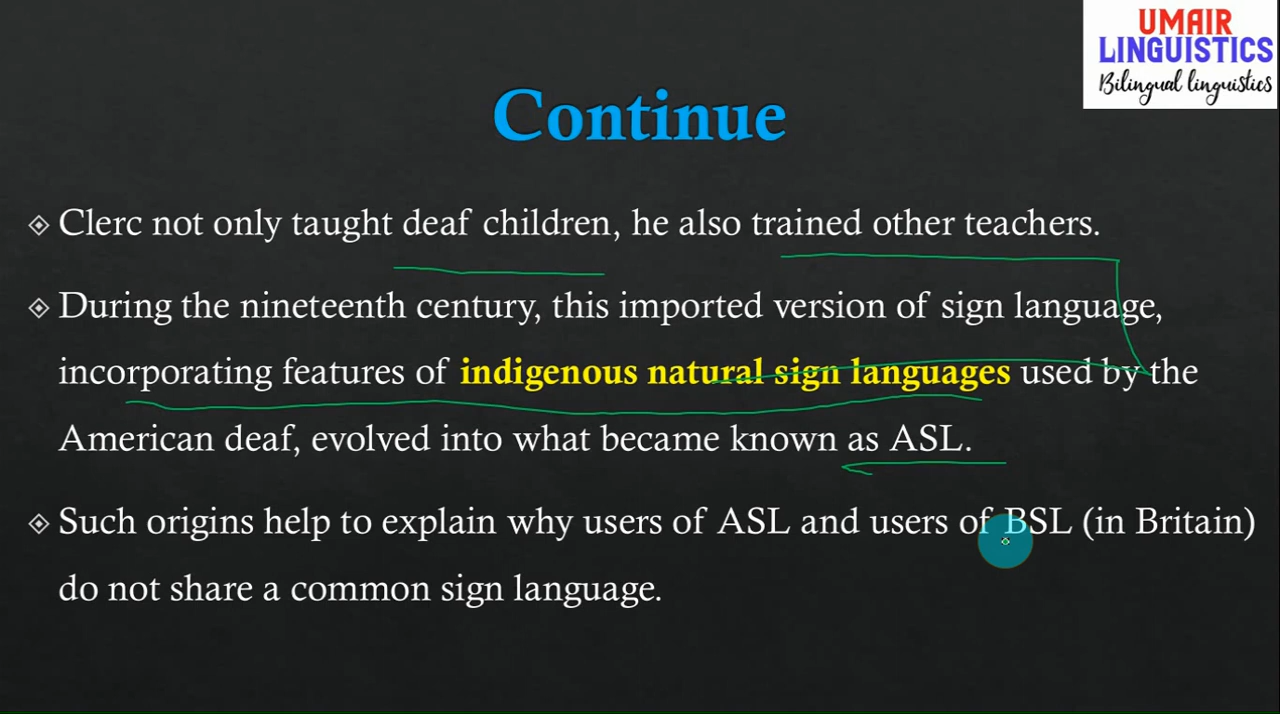 UMAIR
LINGUISTICS
Bilingual linguistics
Continue
Clerc not only taught deaf children, he also trained other teachers.
During the nineteenth century, this imported version of sign language,
incorporating features of indigenous natural sign languages used by the
American deaf, evolved into what became known as ASL.
Such origins help to explain why users of ASL and users of BSL (in Britain)
do not share a common sign language.